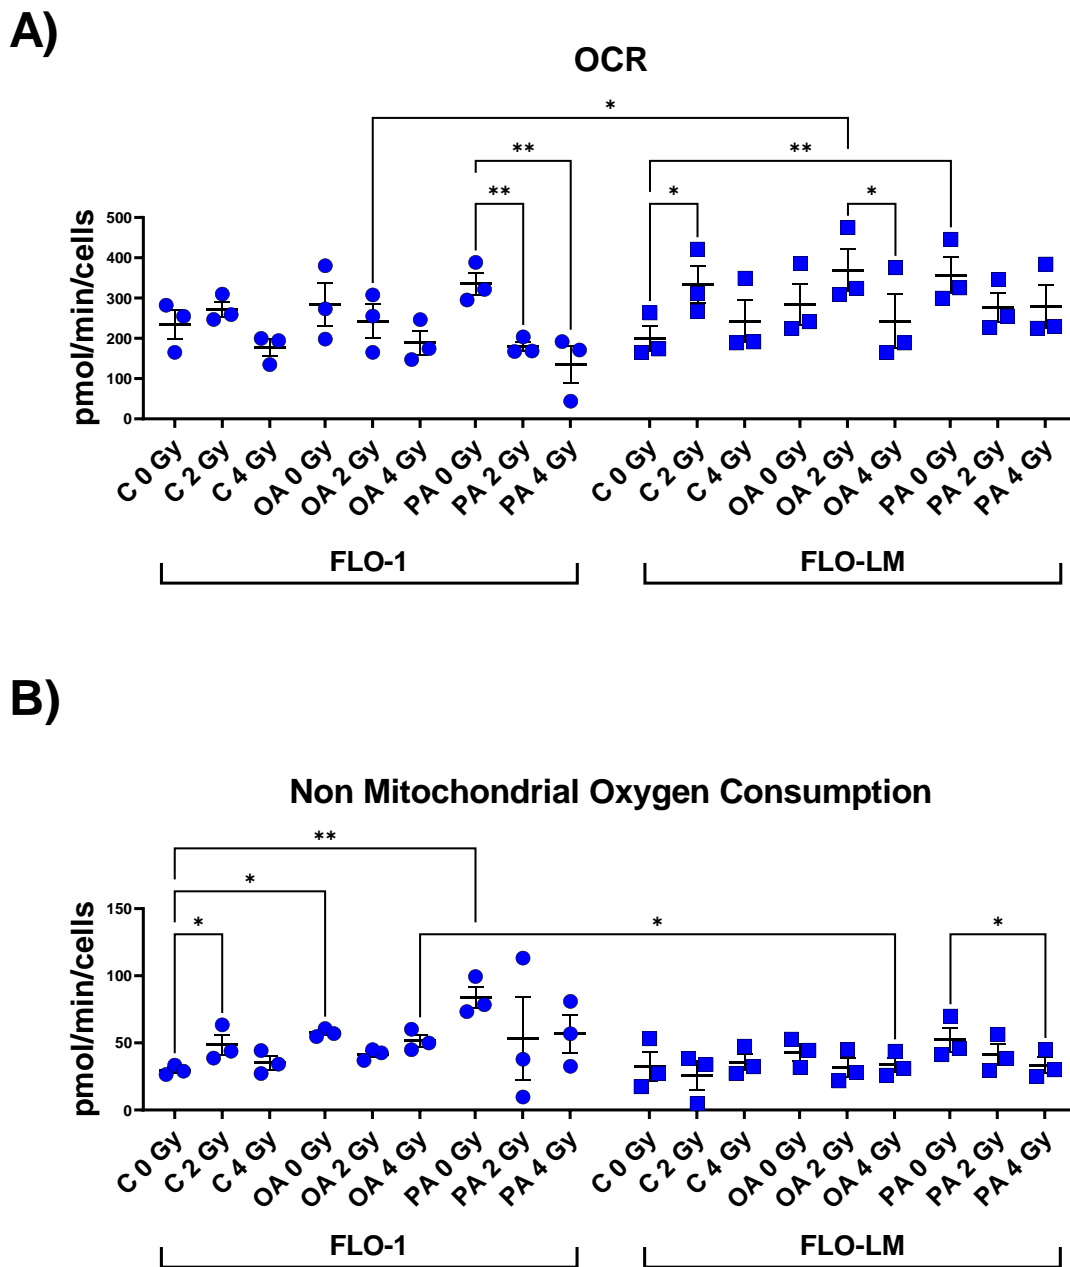 A)
OCR
*
**
**
**
*
*
pmol/min/cells
500
400
300
200
100
0
C 0 Gy
C 2 Gy
C 4 Gy
OA 0 Gy
OA 2 Gy
OA 4 Gy
PA 0 Gy
PA 2 Gy
PA 4 Gy
C 0 Gy
C 2 Gy
C 4 Gy
OA 0 Gy
OA 2 Gy
OA 4 Gy
PA 0 Gy
PA 2 Gy
PA 4 Gy
FLO-1
FLO-LM
B)
Non Mitochondrial Oxygen Consumption
**
*
*
*
*
pmol/min/cells
150
100
50
0
C 0 Gy
C 2 Gy
C 4 Gy
OA 0 Gy
OA 2 Gy
OA 4 Gy
PA 0 Gy
PA 2 Gy
PA 4 Gy
C 0 Gy
C 2 Gy
C 4 Gy
OA 0 Gy
OA 2 Gy
OA 4 Gy
PA 0 Gy
PA 2 Gy
PA 4 Gy
FLO-1
FLO-LM